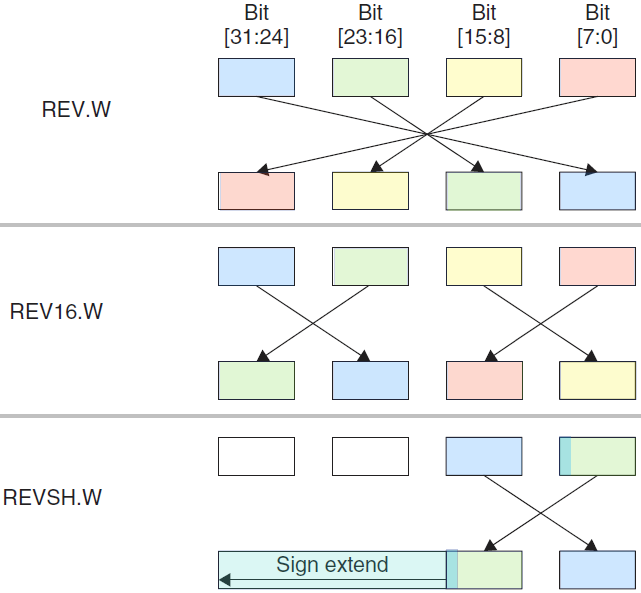 Bit Bit Bit Bit
[31:24] [23:16] [15:8] [7:0]
REV.W
REV16.W
REVSH.W
Sign extend